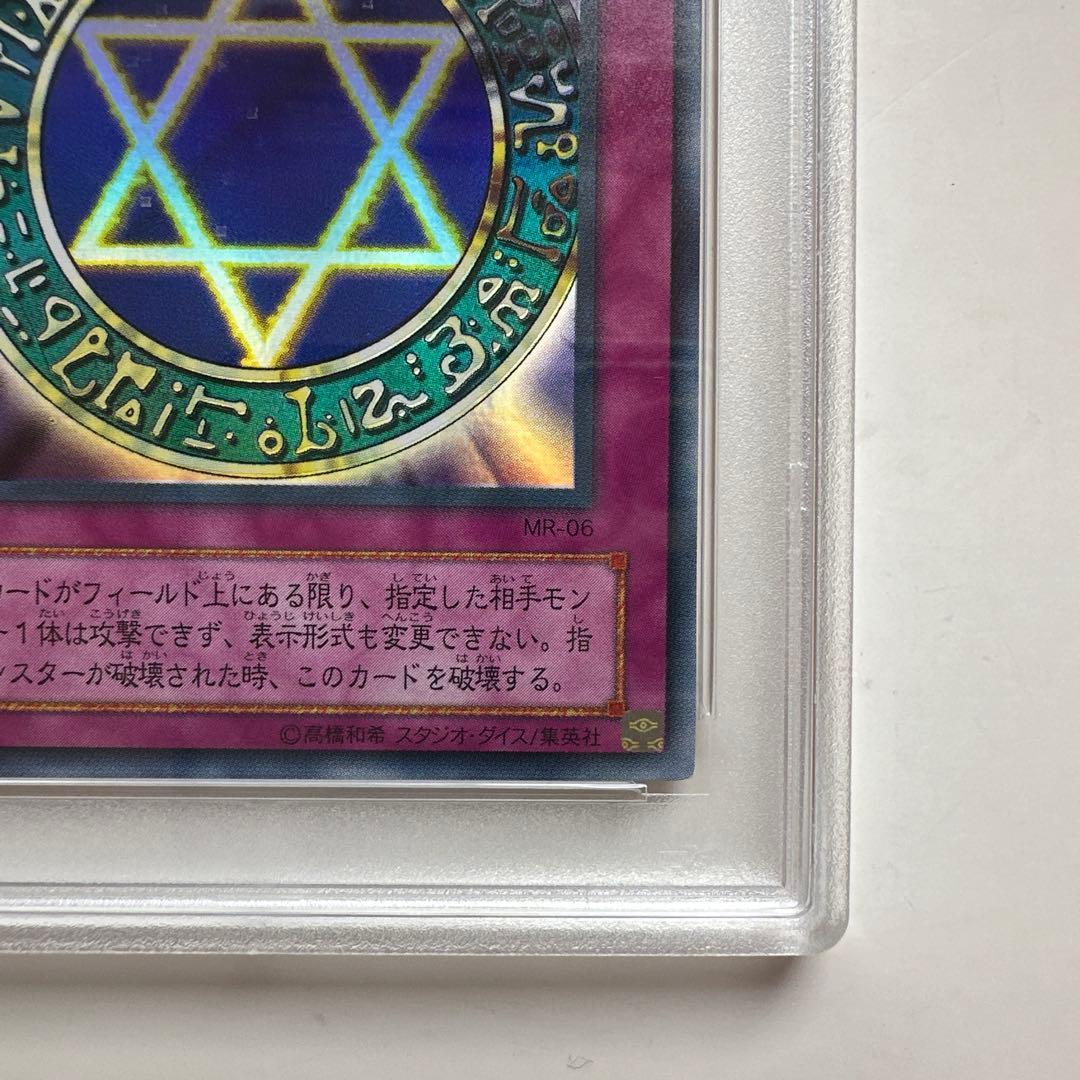 MR-06
カードがフィールド上にある限り、指定した相手モン
ー1体は攻撃できず、表示形式も変更できない。指
ンスターが破壊された時、このカードを破壊する。
©高橋和希 スタジオ・ダイス/集英社